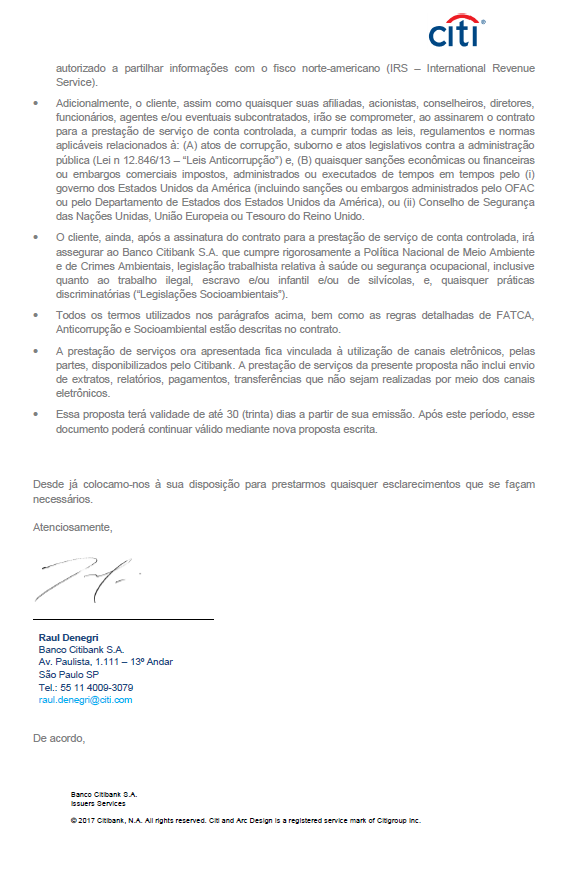 citi®
autorizado a partilhar informações com o fisco norte-americano (IRS – International Revenue
Service).
• Adicionalmente, o cliente, assim como quaisquer suas afiliadas, acionistas, conselheiros, diretores,
funcionários, agentes e/ou eventuais subcontratados, irão se comprometer, ao assinarem o contrato
para a prestação de serviço de conta controlada, a cumprir todas as leis, regulamentos e normas
aplicáveis relacionados à: (A) atos de corrupção, suborno e atos legislativos contra a administração
pública (Lei n 12.846/13 – “Leis Anticorrupção”) e, (B) quaisquer sanções econômicas ou financeiras
ou embargos comerciais impostos, administrados ou executados de tempos em tempos pelo (i)
governo dos Estados Unidos da América (incluindo sanções ou embargos administrados pelo OFAC
ou pelo Departamento de Estados dos Estados Unidos da América), ou (ii) Conselho de Segurança
das Nações Unidas, União Europeia ou Tesouro do Reino Unido.
• O cliente, ainda, após a assinatura do contrato para a prestação de serviço de conta controlada, irá
assegurar ao Banco Citibank S.A. que cumpre rigorosamente a Política Nacional de Meio Ambiente
e de Crimes Ambientais, legislação trabalhista relativa à saúde ou segurança ocupacional, inclusive
quanto ao trabalho ilegal, escravo e/ou infantil e/ou de silvícolas, e, quaisquer práticas
discriminatórias (“Legislações Socioambientais”).
• Todos os termos utilizados nos parágrafos acima, bem como as regras detalhadas de FATCA,
Anticorrupção e Socioambiental estão descritas no contrato.
• A prestação de serviços ora apresentada fica vinculada à utilização de canais eletrônicos, pelas
partes, disponibilizados pelo Citibank. A prestação de serviços da presente proposta não inclui envio
de extratos, relatórios, pagamentos, transferências que não sejam realizadas por meio dos canais
eletrônicos.
• Essa proposta terá validade de até 30 (trinta) dias a partir de sua emissão. Após este período, esse
documento poderá continuar válido mediante nova proposta escrita.
Desde já colocamo-nos à sua disposição para prestarmos quaisquer esclarecimentos que se façam
necessários.
Atenciosamente,
Raul Denegri
Banco Citibank S.A.
Av. Paulista, 1.111 – 13º Andar
São Paulo SP
Tel.: 55 11 4009-3079
raul.denegri@citi.com
De acordo,
Banco Citibank S.A.
Issuers Services
© 2017 Citibank, N.A. All rights reserved. Citi and Arc Design is a registered service mark of Citigroup Inc.